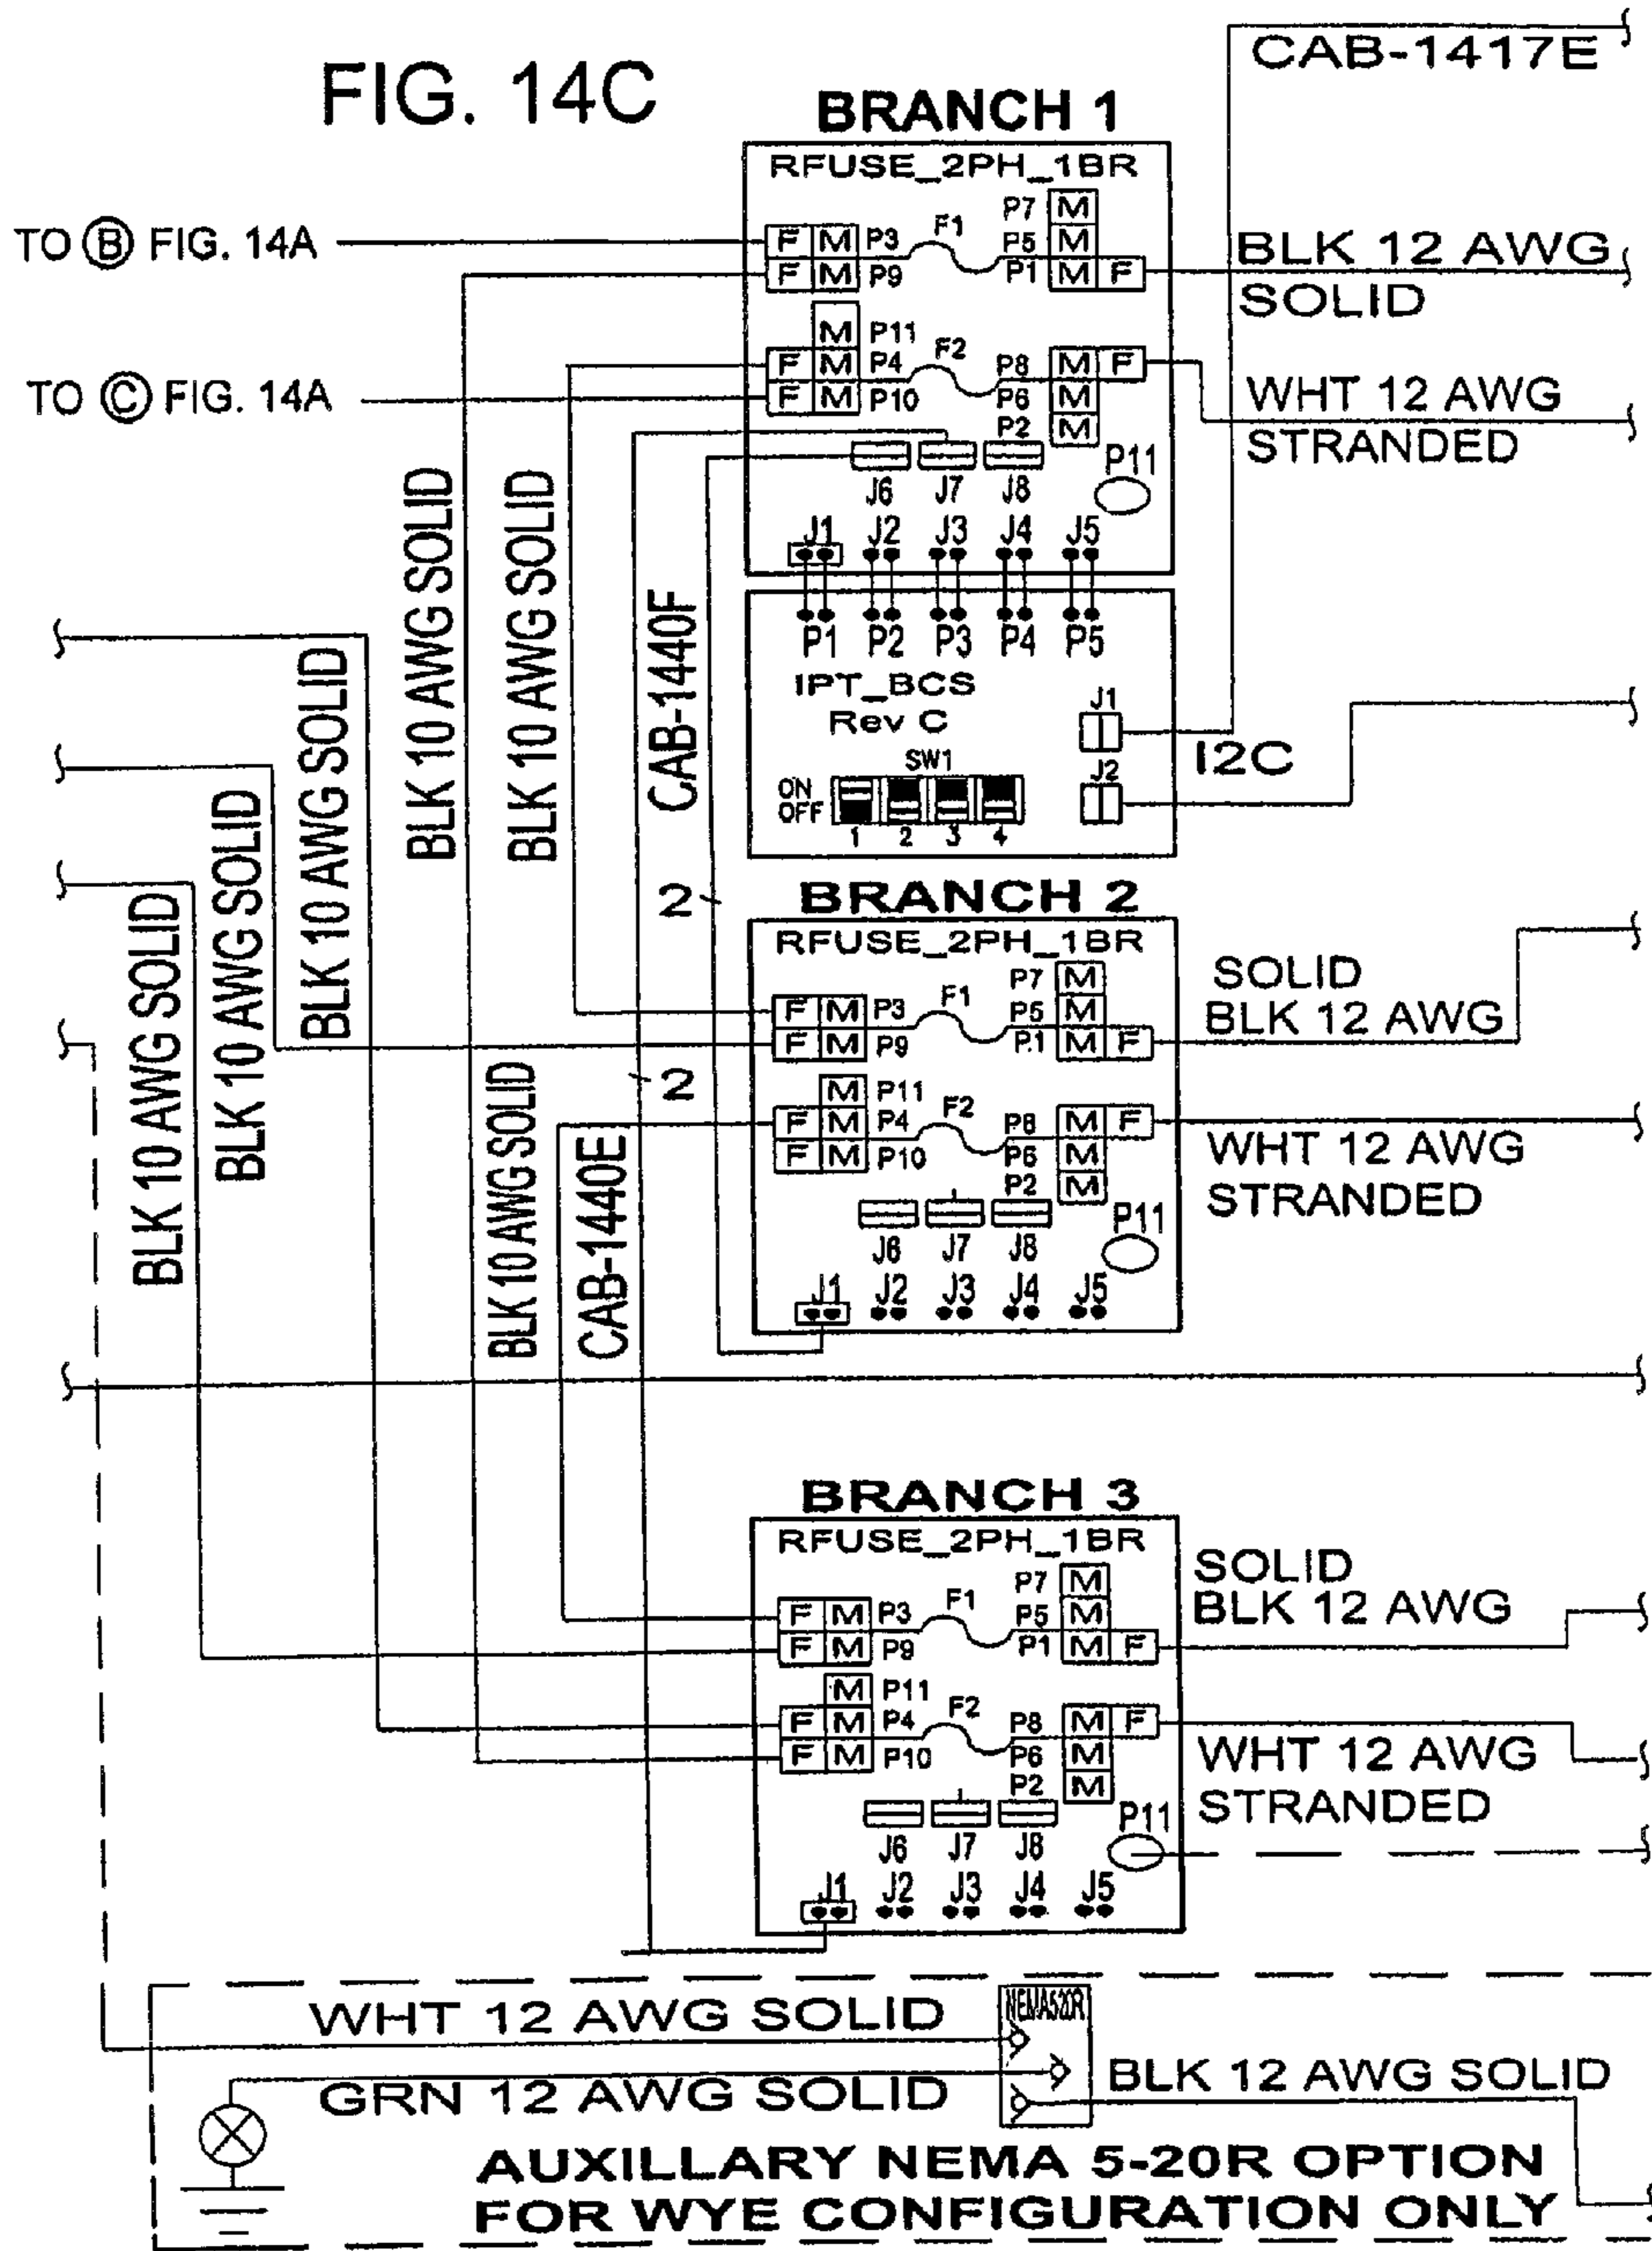 FIG. 14C
CAB-1417E
BRANCH 1
RFUSE_2PH_1BR
TO B FIG. 14A
F M P3
F M P9
F1
P7 M
P5 M
P1 M F
BLK 12 AWG
SOLID
M P11
F M P4
F M P10
F2
P8 M F
P6 M
P2 M
TO C FIG. 14A
WHT 12 AWG
STRANDED
J6 J7 J8
P11
J1 J2 J3 J4 J5
BLK 10 AWG SOLID
BLK 10 AWG SOLID
CAB-1440F
P1 P2 P3 P4 P5
IPT_BCS
Rev C
J1
I2C
J2
SW1
ON
OFF
1 2 3 4
BLK 10 AWG SOLID
BLK 10 AWG SOLID
BLK 10 AWG SOLID
2
BRANCH 2
RFUSE_2PH_1BR
F M P3
F M P9
F1
P7 M
P5 M
P.1 M F
SOLID
BLK 12 AWG
2
M P11
F M P4
F M P10
F2
P8 M F
P6 M
P2 M
WHT 12 AWG
STRANDED
J6 J7 J8
P11
J1 J2 J3 J4 J5
BLK 10 AWG SOLID
CAB-1440E
BRANCH 3
RFUSE_2PH_1BR
F M P3
F M P9
F1
P7 M
P5 M
P1 M F
SOLID
BLK 12 AWG
M P11
F M P4
F M P10
F2
P8 M F
P6 M
P2 M
WHT 12 AWG
STRANDED
J6 J7 J8
P11
J1 J2 J3 J4 J5
NEMA520R
WHT 12 AWG SOLID
GRN 12 AWG SOLID
BLK 12 AWG SOLID
AUXILLARY NEMA 5-20R OPTION
FOR WYE CONFIGURATION ONLY